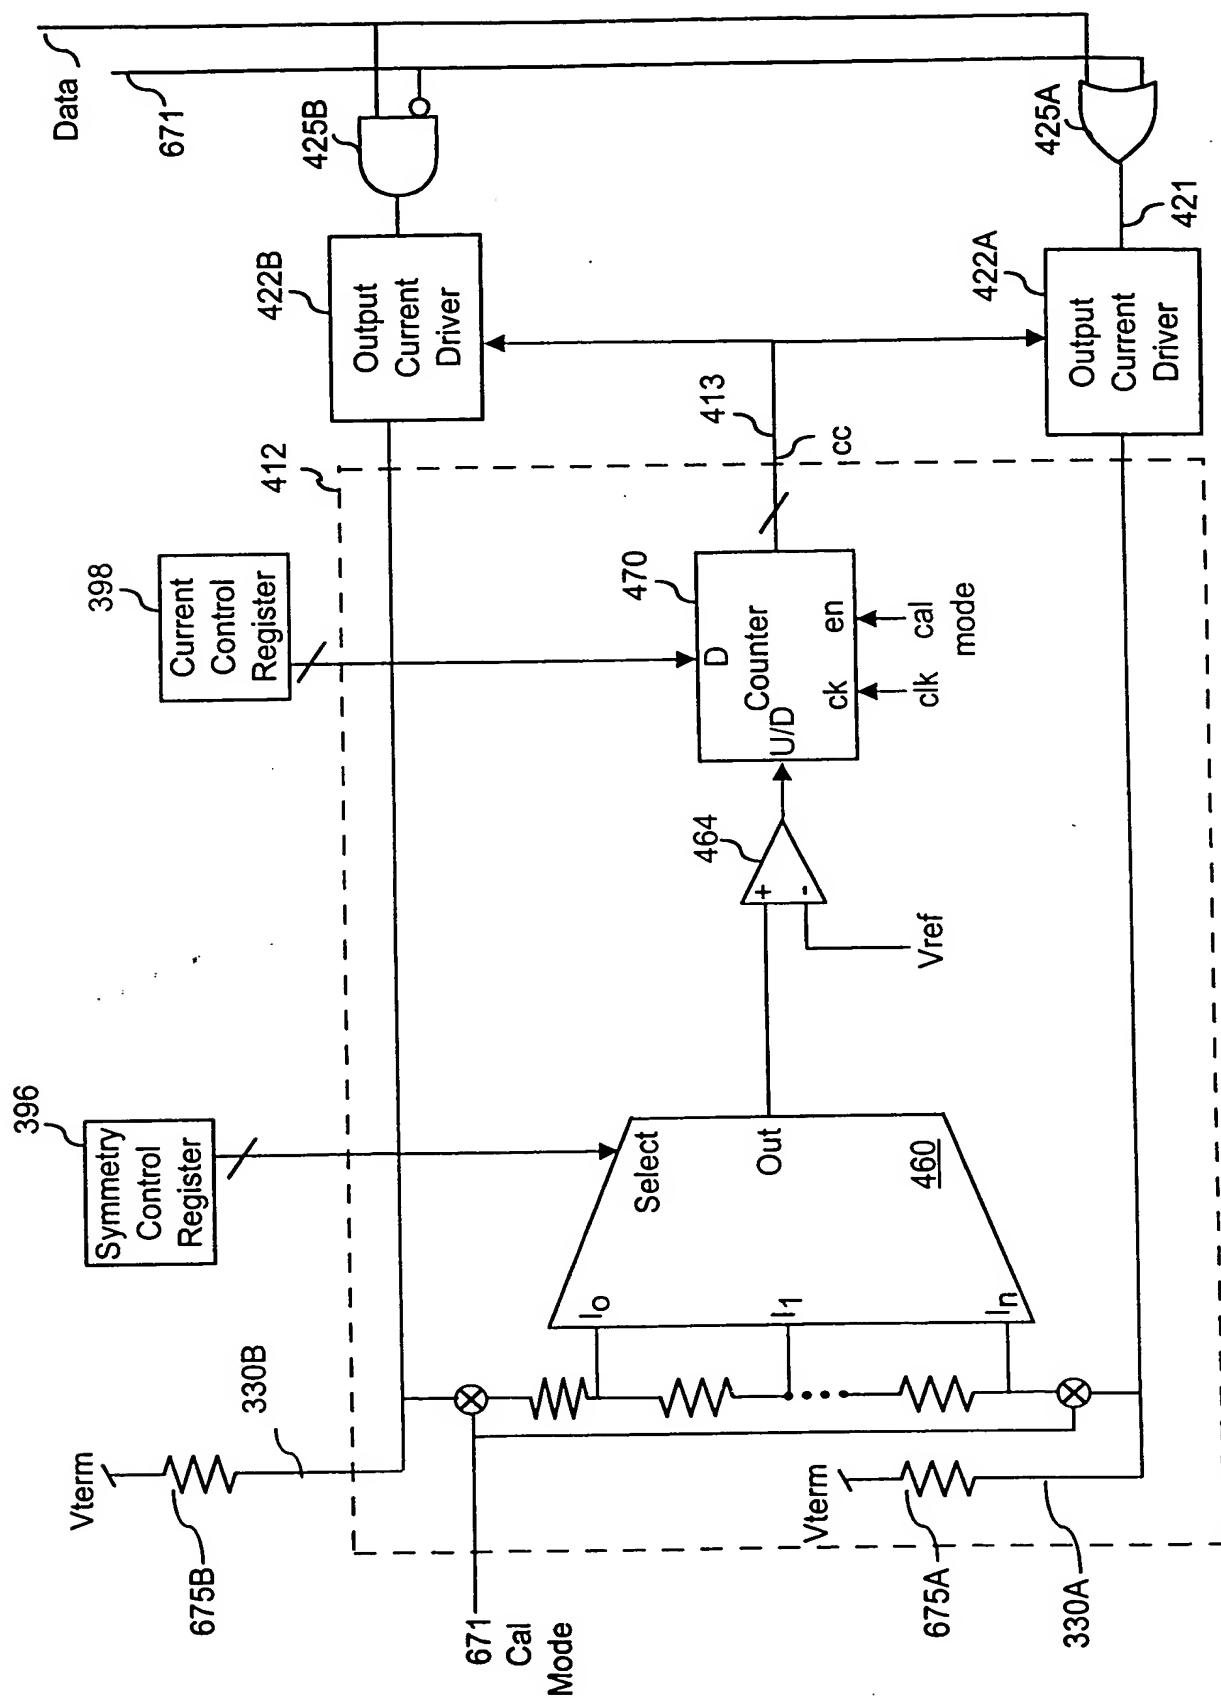 Data
671
425B
425A
421
422B
Output
Current
Driver
422A
Output
Current
Driver
413
cc
412
398
Current
Control
Register
470
D
Counter
U/D
ck
en
clk
cal
mode
464
+
-
Vref
396
Symmetry
Control
Register
Select
Out
460
I0
I1
In
330B
Vterm
675B
671
Cal
Mode
Vterm
675A
330A